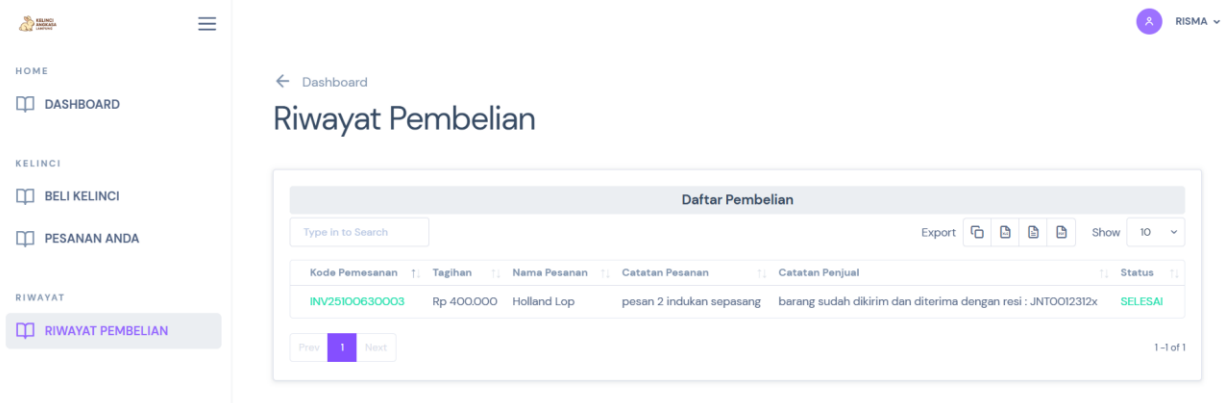 KELINCI
ANGKASA
RISMA
HOME
DASHBOARD
KELINCI
BELI KELINCI
PESANAN ANDA
RIWAYAT
RIWAYAT PEMBELIAN
Dashboard
Riwayat Pembelian
Daftar Pembelian
Type in to Search
Export
Show 10
Kode Pemesanan Tagihan Nama Pesanan Catatan Pesanan Catatan Penjual Status
INV25100630003 Rp 400.000 Holland Lop pesan 2 indukan sepasang barang sudah dikirim dan diterima dengan resi : JNT0012312x SELESAI
Prev 1 Next
1-1 of 1